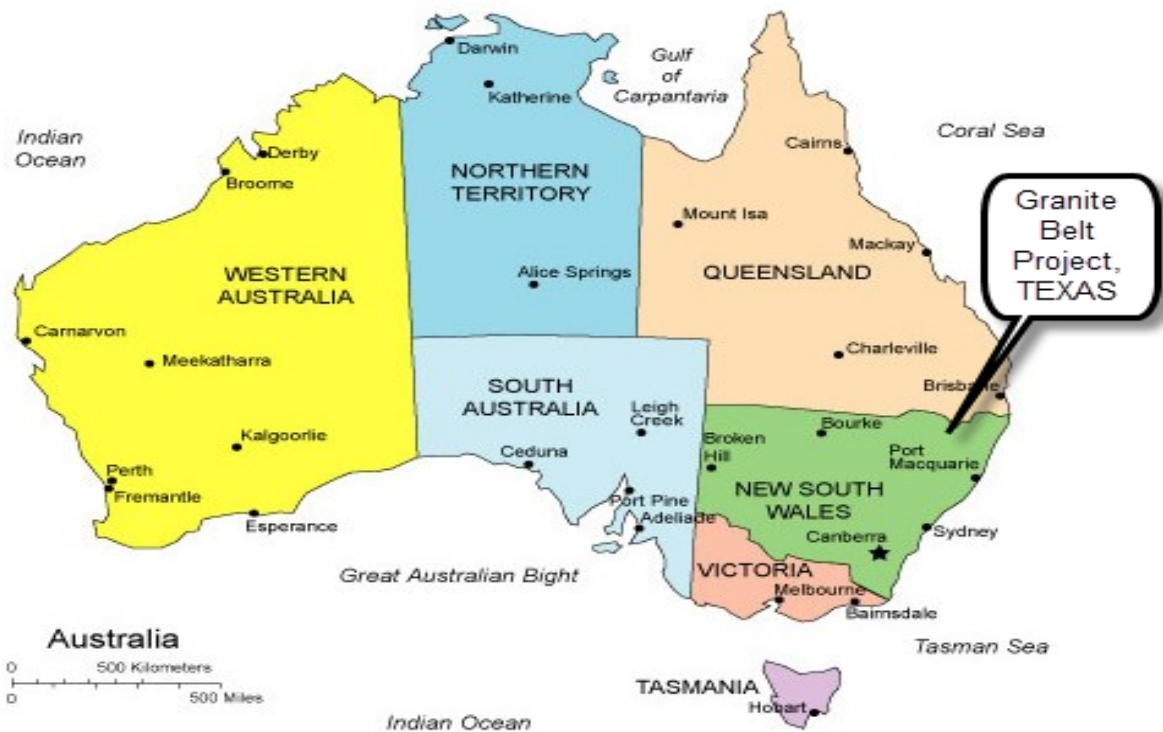 Darwin
Katherine
Gulf
of
Carpantaria
Indian
Ocean
Coral Sea
Derby
Broome
Cairns
NORTHERN
TERRITORY
Mount Isa
Granite
Belt
Project,
TEXAS
Mackay
WESTERN
AUSTRALIA
Alice Springs
QUEENSLAND
Carnarvon
Meekatharra
Charleville
Brisbane
SOUTH
AUSTRALIA
Leigh
Creek
Kalgoorlie
Ceduna
Broken
Hill
Bourke
Port
Macquarie
Perth
Fremantle
Esperance
Port Pine
Adeliade
NEW SOUTH
WALES
Sydney
Canberra
Great Australian Bight
VICTORIA
Melbourne
Bairnsdale
Tasman Sea
Australia
0 500 Kilometers
0 500 Miles
TASMANIA
Hobart
Indian Ocean